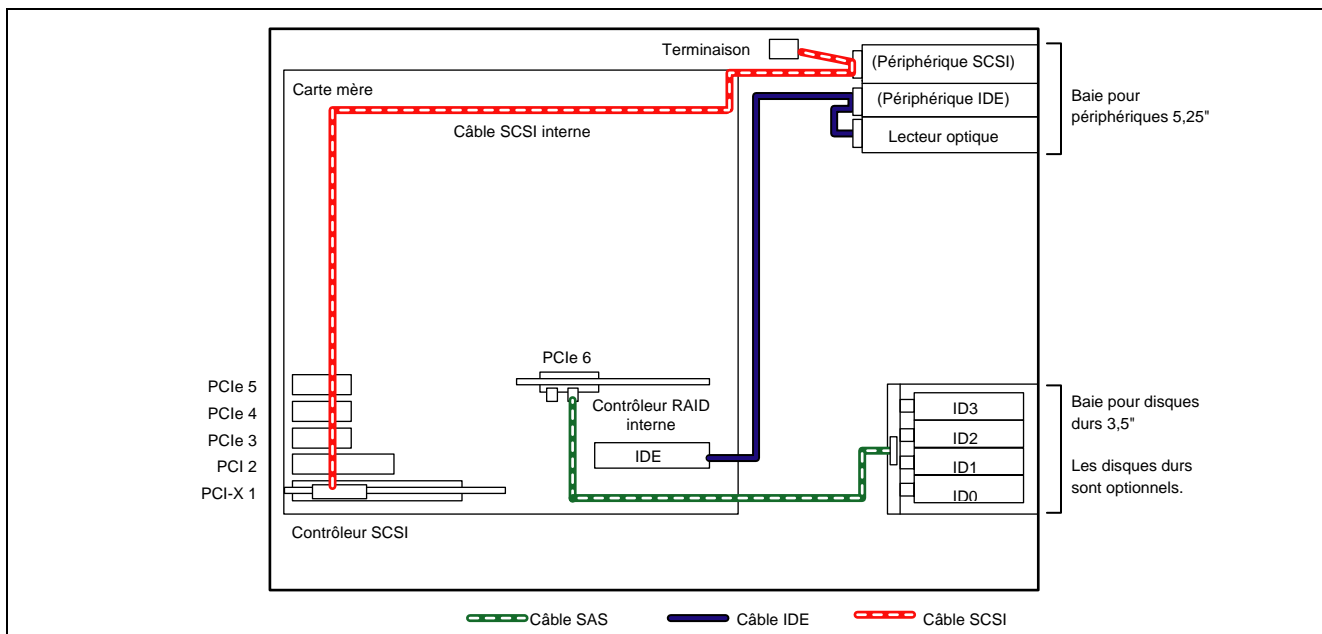 Terminaison
(Périphérique SCSI)
Carte mère
(Périphérique IDE)
Baie pour
périphériques 5,25"
Câble SCSI interne
Lecteur optique
PCIe 6
PCIe 5
PCIe 4
PCIe 3
PCI 2
PCI-X 1
Contrôleur RAID
interne
IDE
ID3
ID2
ID1
ID0
Baie pour disques
durs 3,5"
Les disques durs
sont optionnels.
Contrôleur SCSI
Câble SAS
Câble IDE
Câble SCSI